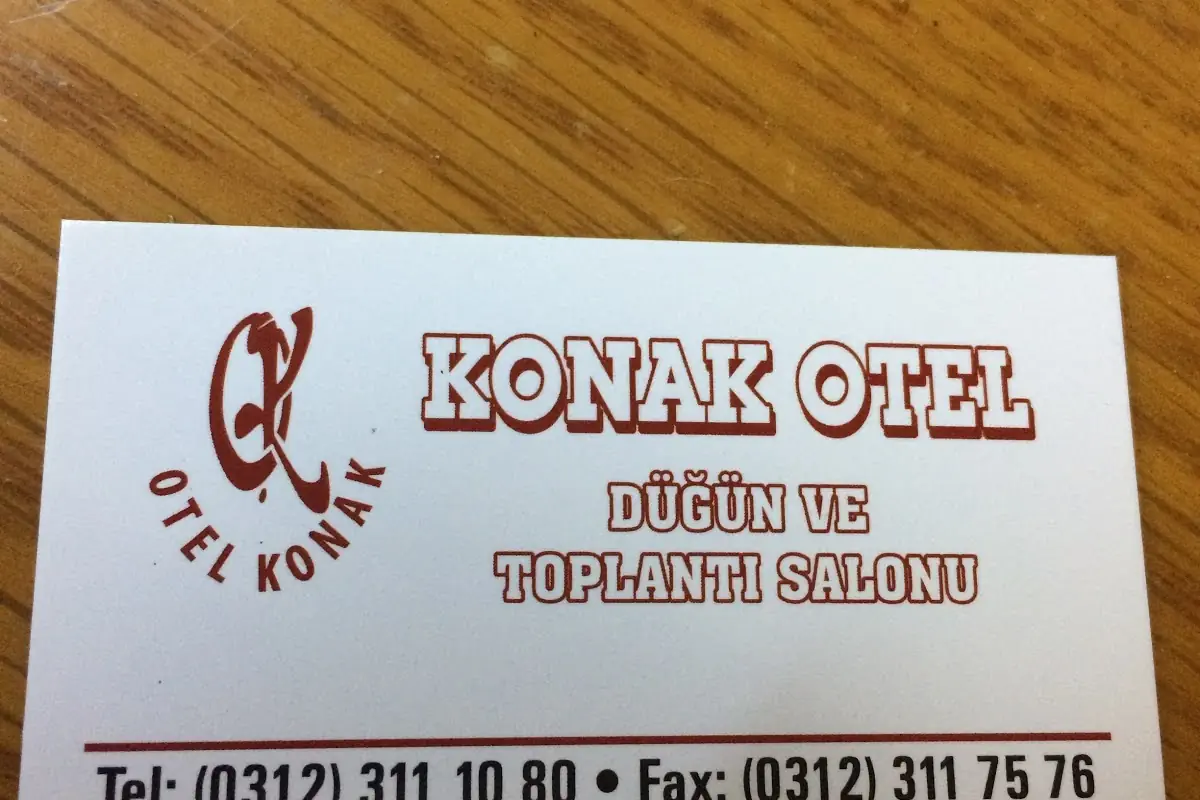 OTEL KONAK
KONAK OTEL
DÜĞÜN VE
TOPLANTI SALONU
Tel: (0312) 311 10 80 • Fax: (0312) 311 75 76